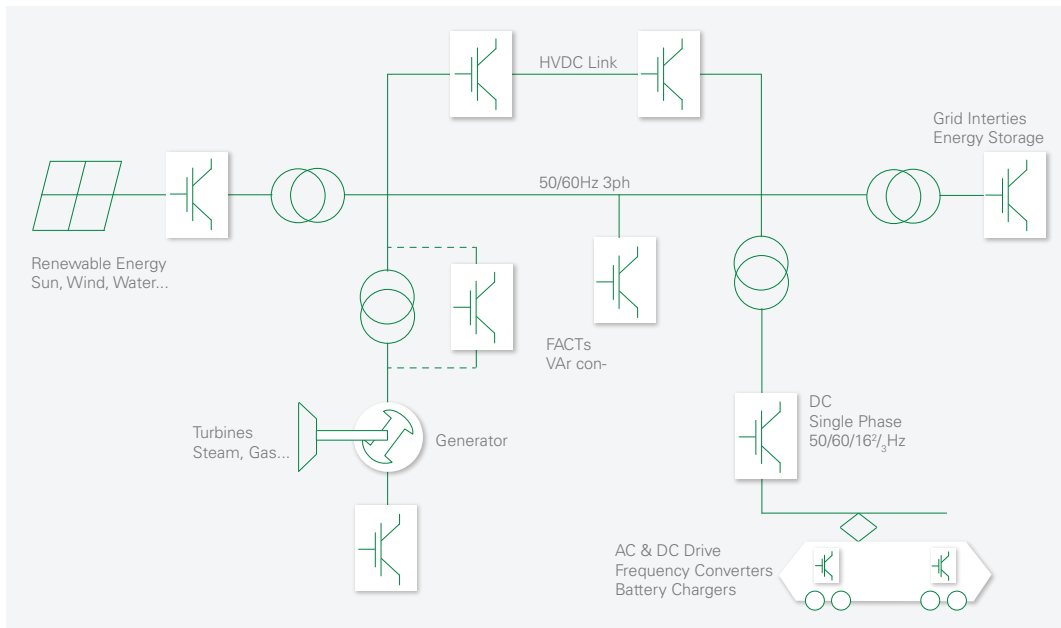 HVDC Link
Grid Interties
Energy Storage
50/60Hz 3ph
Renewable Energy
Sun, Wind, Water...
FACTs
VAr con-
DC
Single Phase
50/60/16²/₃Hz
Turbines
Steam, Gas...
Generator
AC & DC Drive
Frequency Converters
Battery Chargers